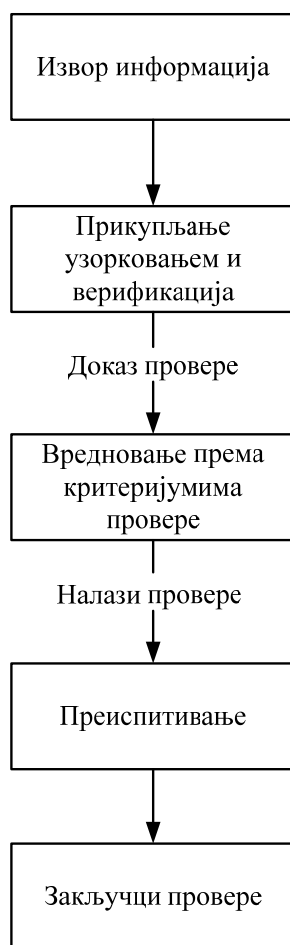 Извор информација
Прикупљање
узорковањем и
верификација
Доказ провере
Вредновање према
критеријумима
провере
Налази провере
Преиспитивање
Закључци провере